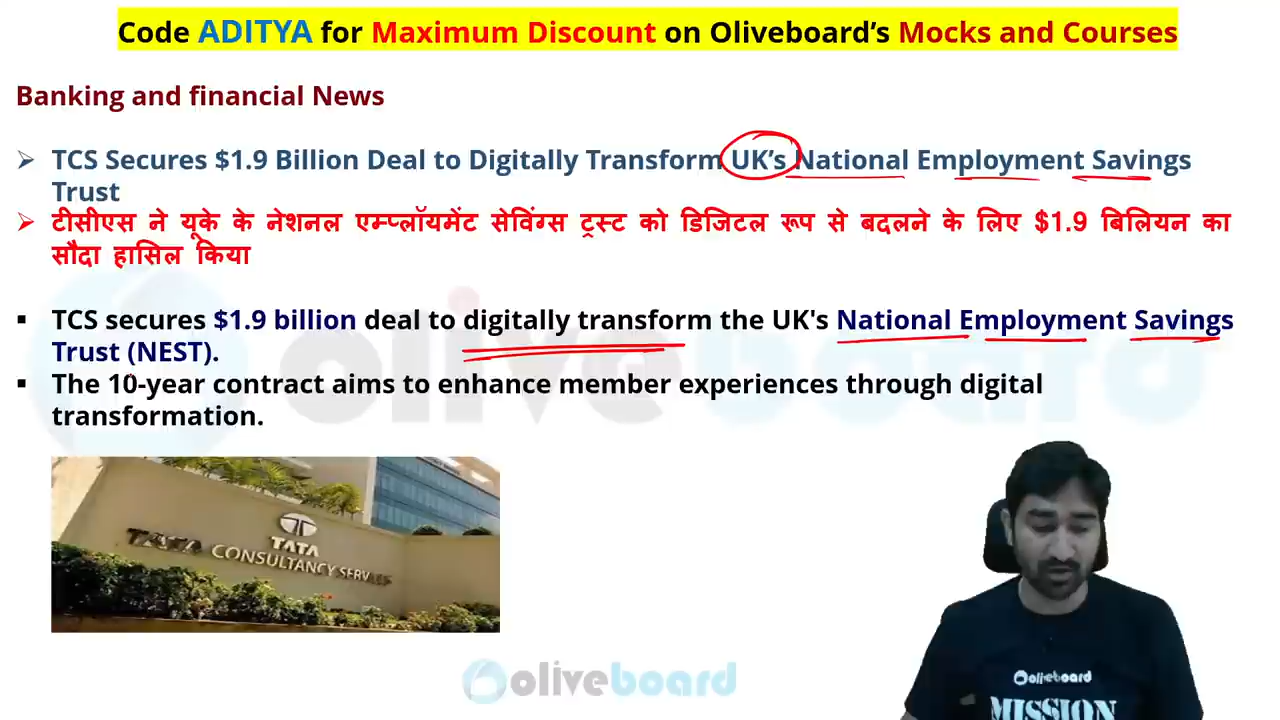 Code ADITYA for Maximum Discount on Oliveboard’s Mocks and Courses
Banking and financial News
TCS Secures $1.9 Billion Deal to Digitally Transform UK’s National Employment Savings
Trust
टीसीएस ने यूके के नेशनल एम्प्लॉयमेंट सेविंग्स ट्रस्ट को डिजिटल रूप से बदलने के लिए $1.9 बिलियन का
सौदा हासिल किया
TCS secures $1.9 billion deal to digitally transform the UK's National Employment Savings
Trust (NEST).
The 10-year contract aims to enhance member experiences through digital
transformation.
TATA
TATA CONSULTANCY SERVICES
oliveboard
oliveboard
MISSION
oliveboard